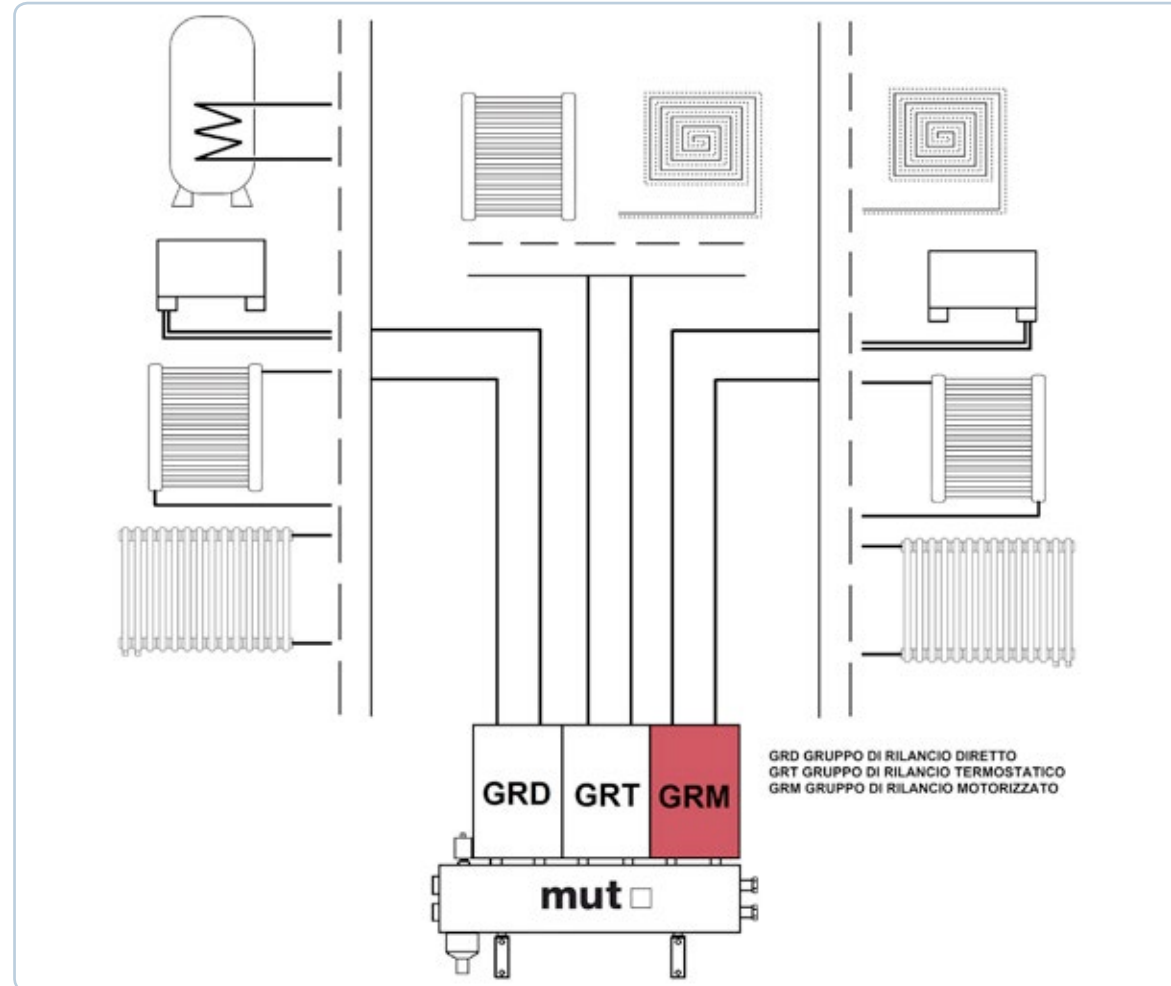 GRD GRT GRM
GRD GRUPPO DI RILANCIO DIRETTO
GRT GRUPPO DI RILANCIO TERMOSTATICO
GRM GRUPPO DI RILANCIO MOTORIZZATO
mut